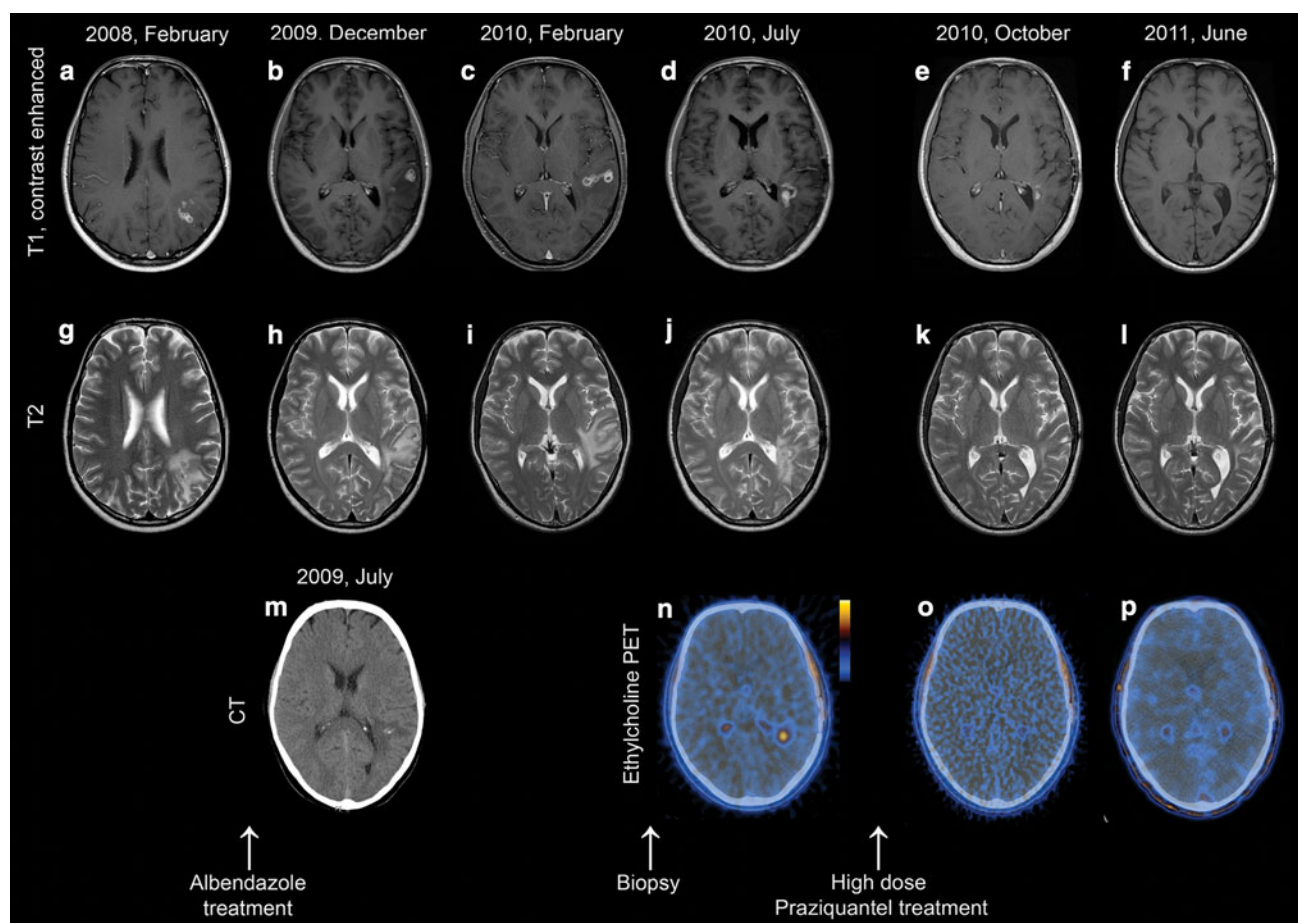 2008, February
2009. December
2010, February
2010, July
2010, October
2011, June
T1, contrast enhanced
a
b
c
d
e
f
T2
g
h
i
j
k
l
2009, July
CT
m
Ethylcholine PET
n
o
p
Albendazole
treatment
Biopsy
High dose
Praziquantel treatment